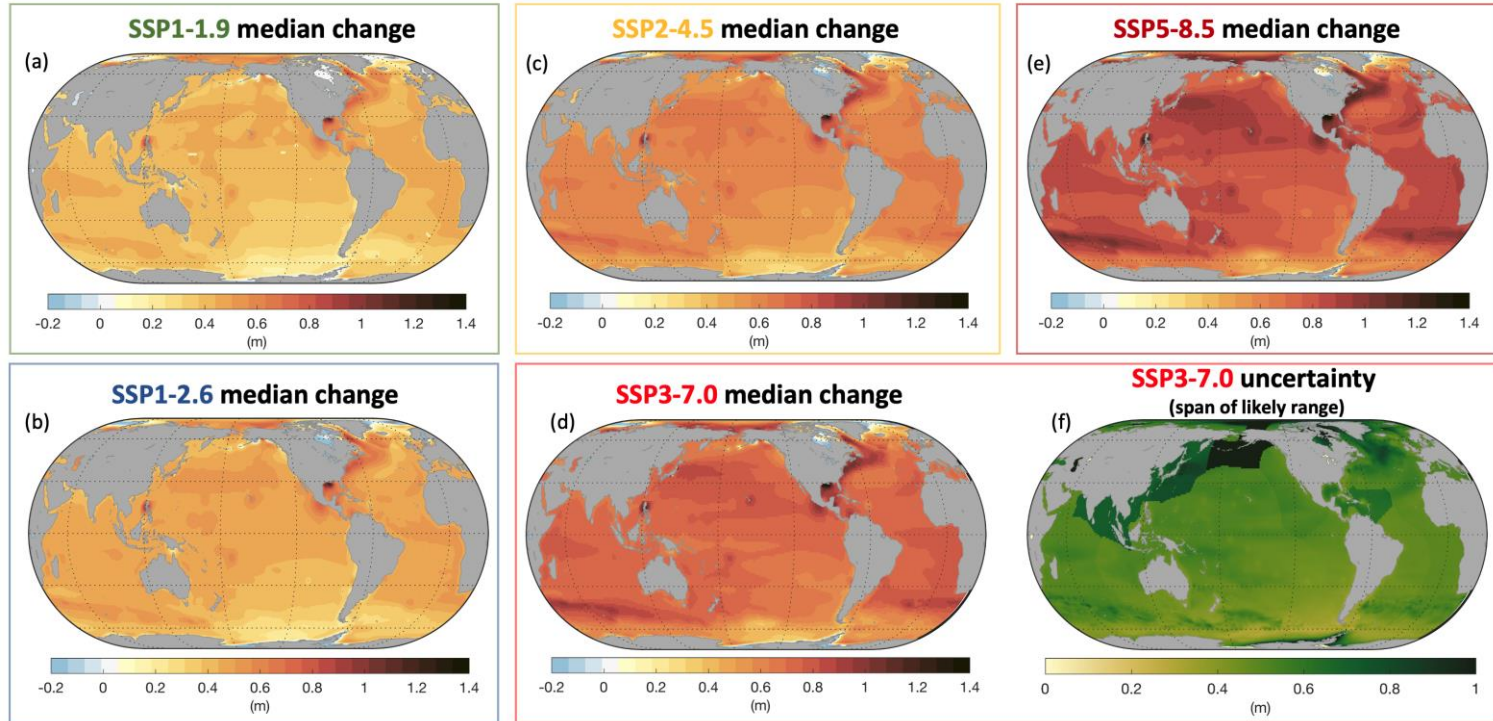 SSP1-1.9 median change
(a)
-0.2 0 0.2 0.4 0.6 0.8 1 1.2 1.4
(m)
SSP2-4.5 median change
(c)
-0.2 0 0.2 0.4 0.6 0.8 1 1.2 1.4
(m)
SSP5-8.5 median change
(e)
-0.2 0 0.2 0.4 0.6 0.8 1 1.2 1.4
(m)
SSP1-2.6 median change
(b)
-0.2 0 0.2 0.4 0.6 0.8 1 1.2 1.4
(m)
SSP3-7.0 median change
(d)
-0.2 0 0.2 0.4 0.6 0.8 1 1.2 1.4
(m)
SSP3-7.0 uncertainty
(span of likely range)
(f)
0 0.2 0.4 0.6 0.8 1
(m)